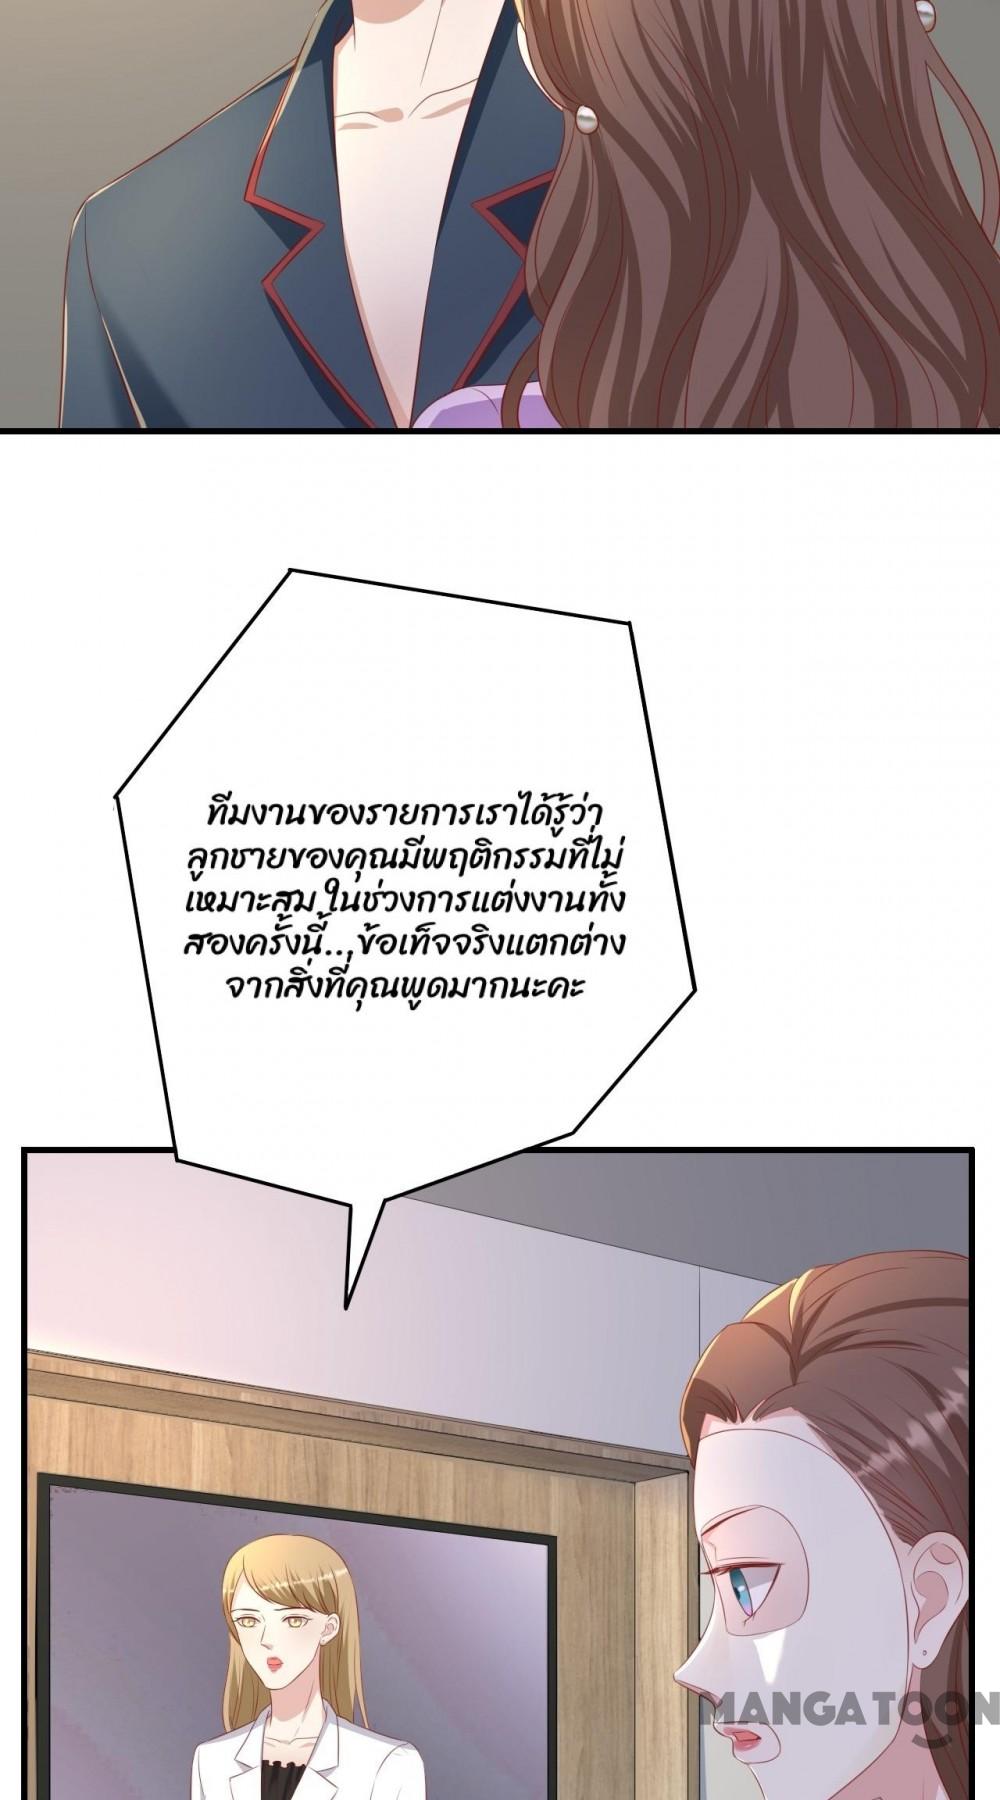 ทีมงานของรายการเราได้รู้ว่า
ลูกชายของคุณมีพฤติกรรมที่ไม่
เหมาะสม ในช่วงการแต่งงานทั้ง
สองครั้งนี้...ข้อเท็จจริงแตกต่าง
จากสิ่งที่คุณพูดมากนะคะ
MANGATOON